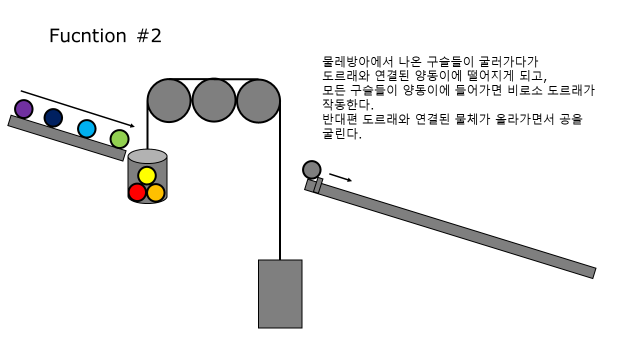 Fucntion #2
물레방아에서 나온 구슬들이 굴러가다가
도르래와 연결된 양동이에 떨어지게 되고,
모든 구슬들이 양동이에 들어가면 비로소 도르래가
작동한다.
반대편 도르래와 연결된 물체가 올라가면서 공을
굴린다.